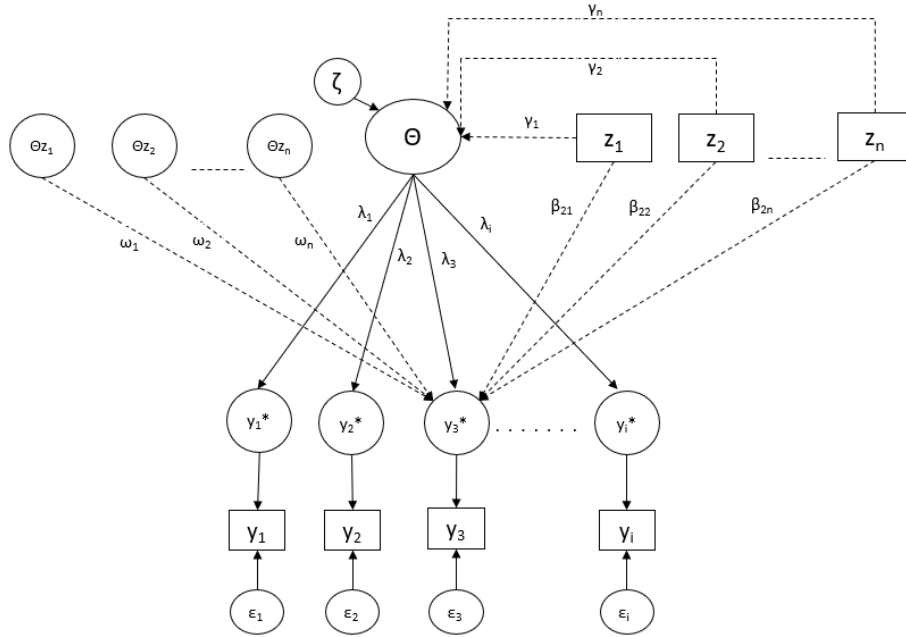 γn
γ2
ζ
γ1
Θz1 Θz2 ........ Θzn Θ z1 z2 ........ zn
λ1 λi β21 β22 β2n
ω1 ω2 ωn λ2 λ3
y1* y2* y3* . . . . . . . yi*
y1 y2 y3 yi
ε1 ε2 ε3 εi